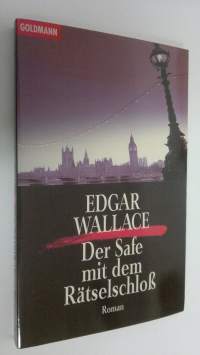 GOLDMANN
EDGAR
WALLACE
Der Safe
mit dem
Rätselschloß
Roman